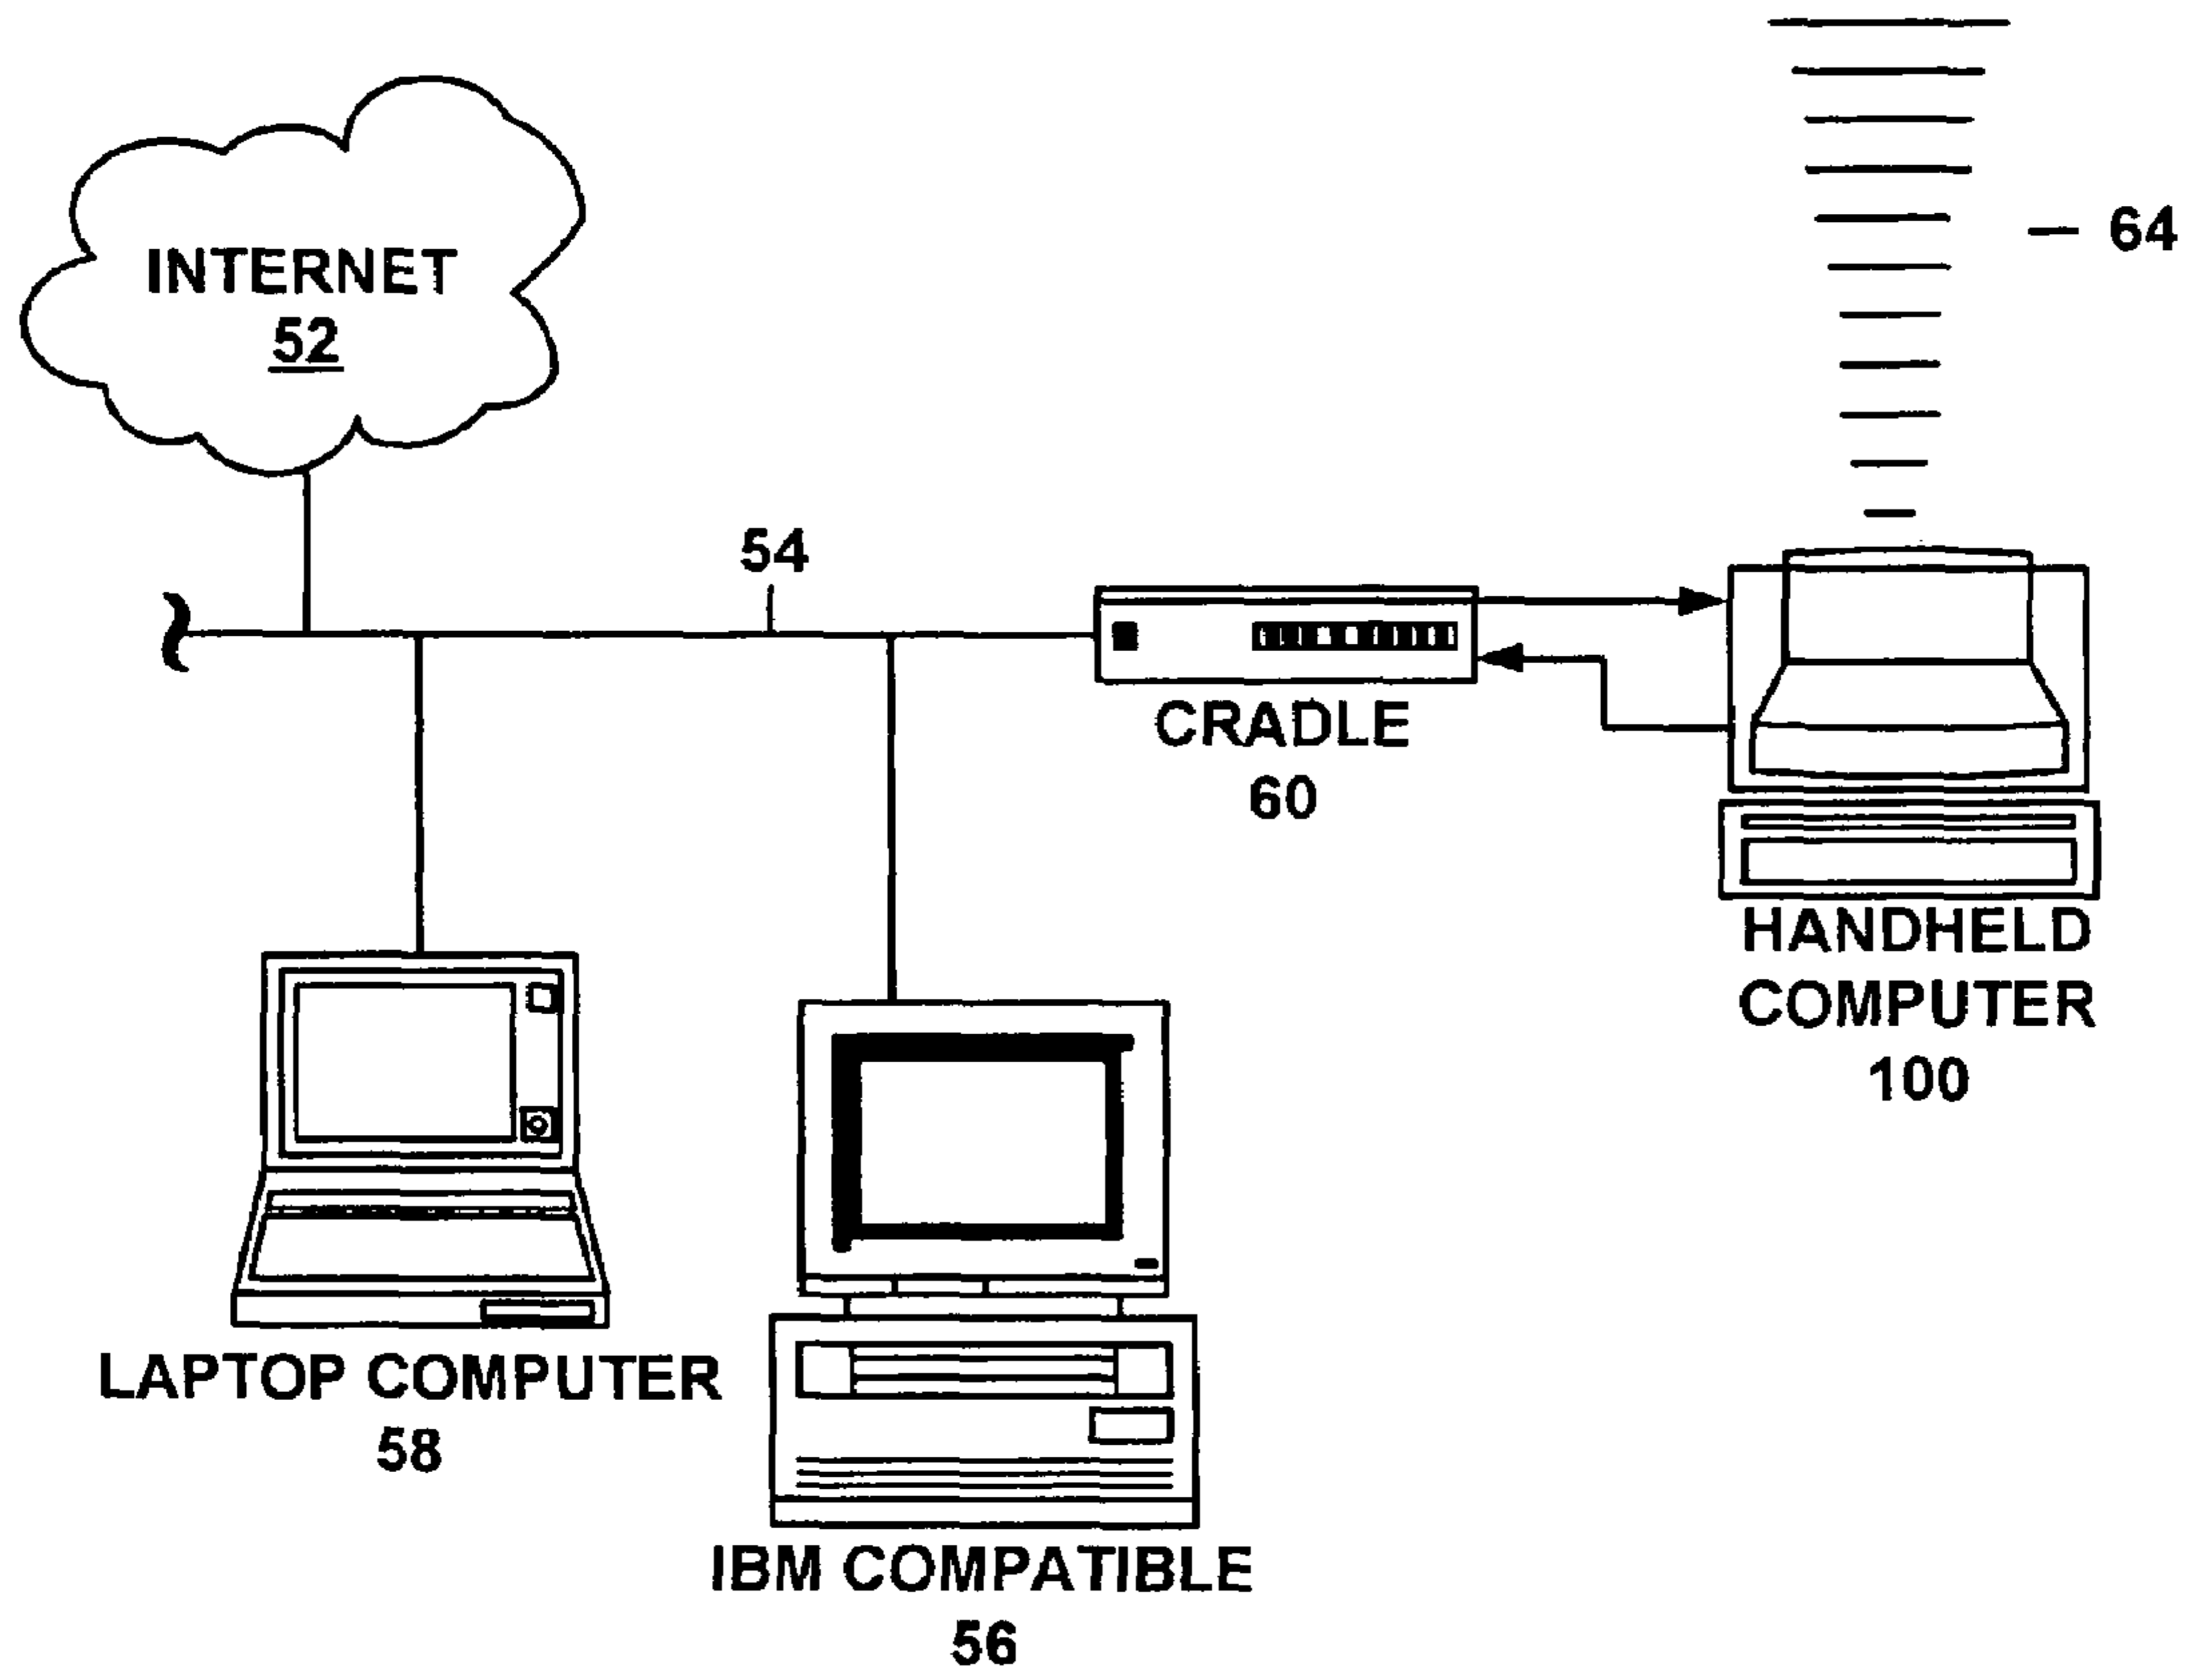 INTERNET
52
64
54
CRADLE
60
HANDHELD
COMPUTER
100
LAPTOP COMPUTER
58
IBM COMPATIBLE
56